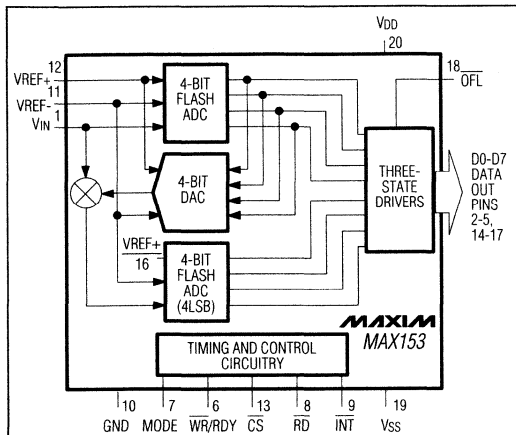 VDD
20
12
VREF+
11
VREF-
1
VIN
4-BIT
FLASH
ADC
18
OFL
4-BIT
DAC
THREE-
STATE
DRIVERS
D0-D7
DATA
OUT
PINS
2-5,
14-17
VREF+
16
4-BIT
FLASH
ADC
(4LSB)
MAXIM
MAX153
TIMING AND CONTROL
CIRCUITRY
10 7 6 13 8 9 19
GND MODE WR/RDY CS RD INT VSS